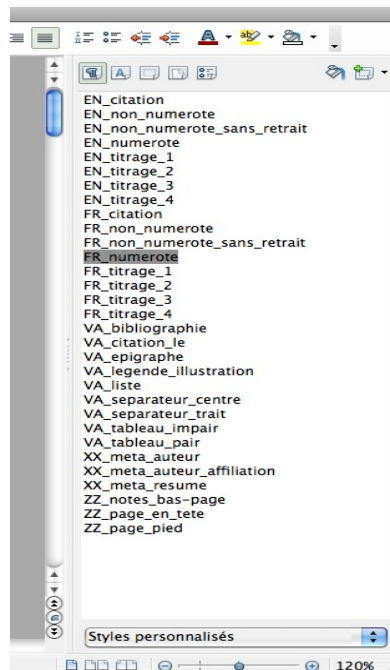 EN_citation
EN_non_numerote
EN_non_numerote_sans_retrait
EN_numerote
EN_titrage_1
EN_titrage_2
EN_titrage_3
EN_titrage_4
FR_citation
FR_non_numerote
FR_non_numerote_sans_retrait
FR_numerote
FR_titrage_1
FR_titrage_2
FR_titrage_3
FR_titrage_4
VA_bibliographie
VA_citation_le
VA_epigraphe
VA_legende_illustration
VA_liste
VA_separateur_centre
VA_separateur_trait
VA_tableau_impair
VA_tableau_pair
XX_meta_auteur
XX_meta_auteur_affiliation
XX_meta_resume
ZZ_notes_bas-page
ZZ_page_en_tete
ZZ_page_pied
Styles personnalisés
120%